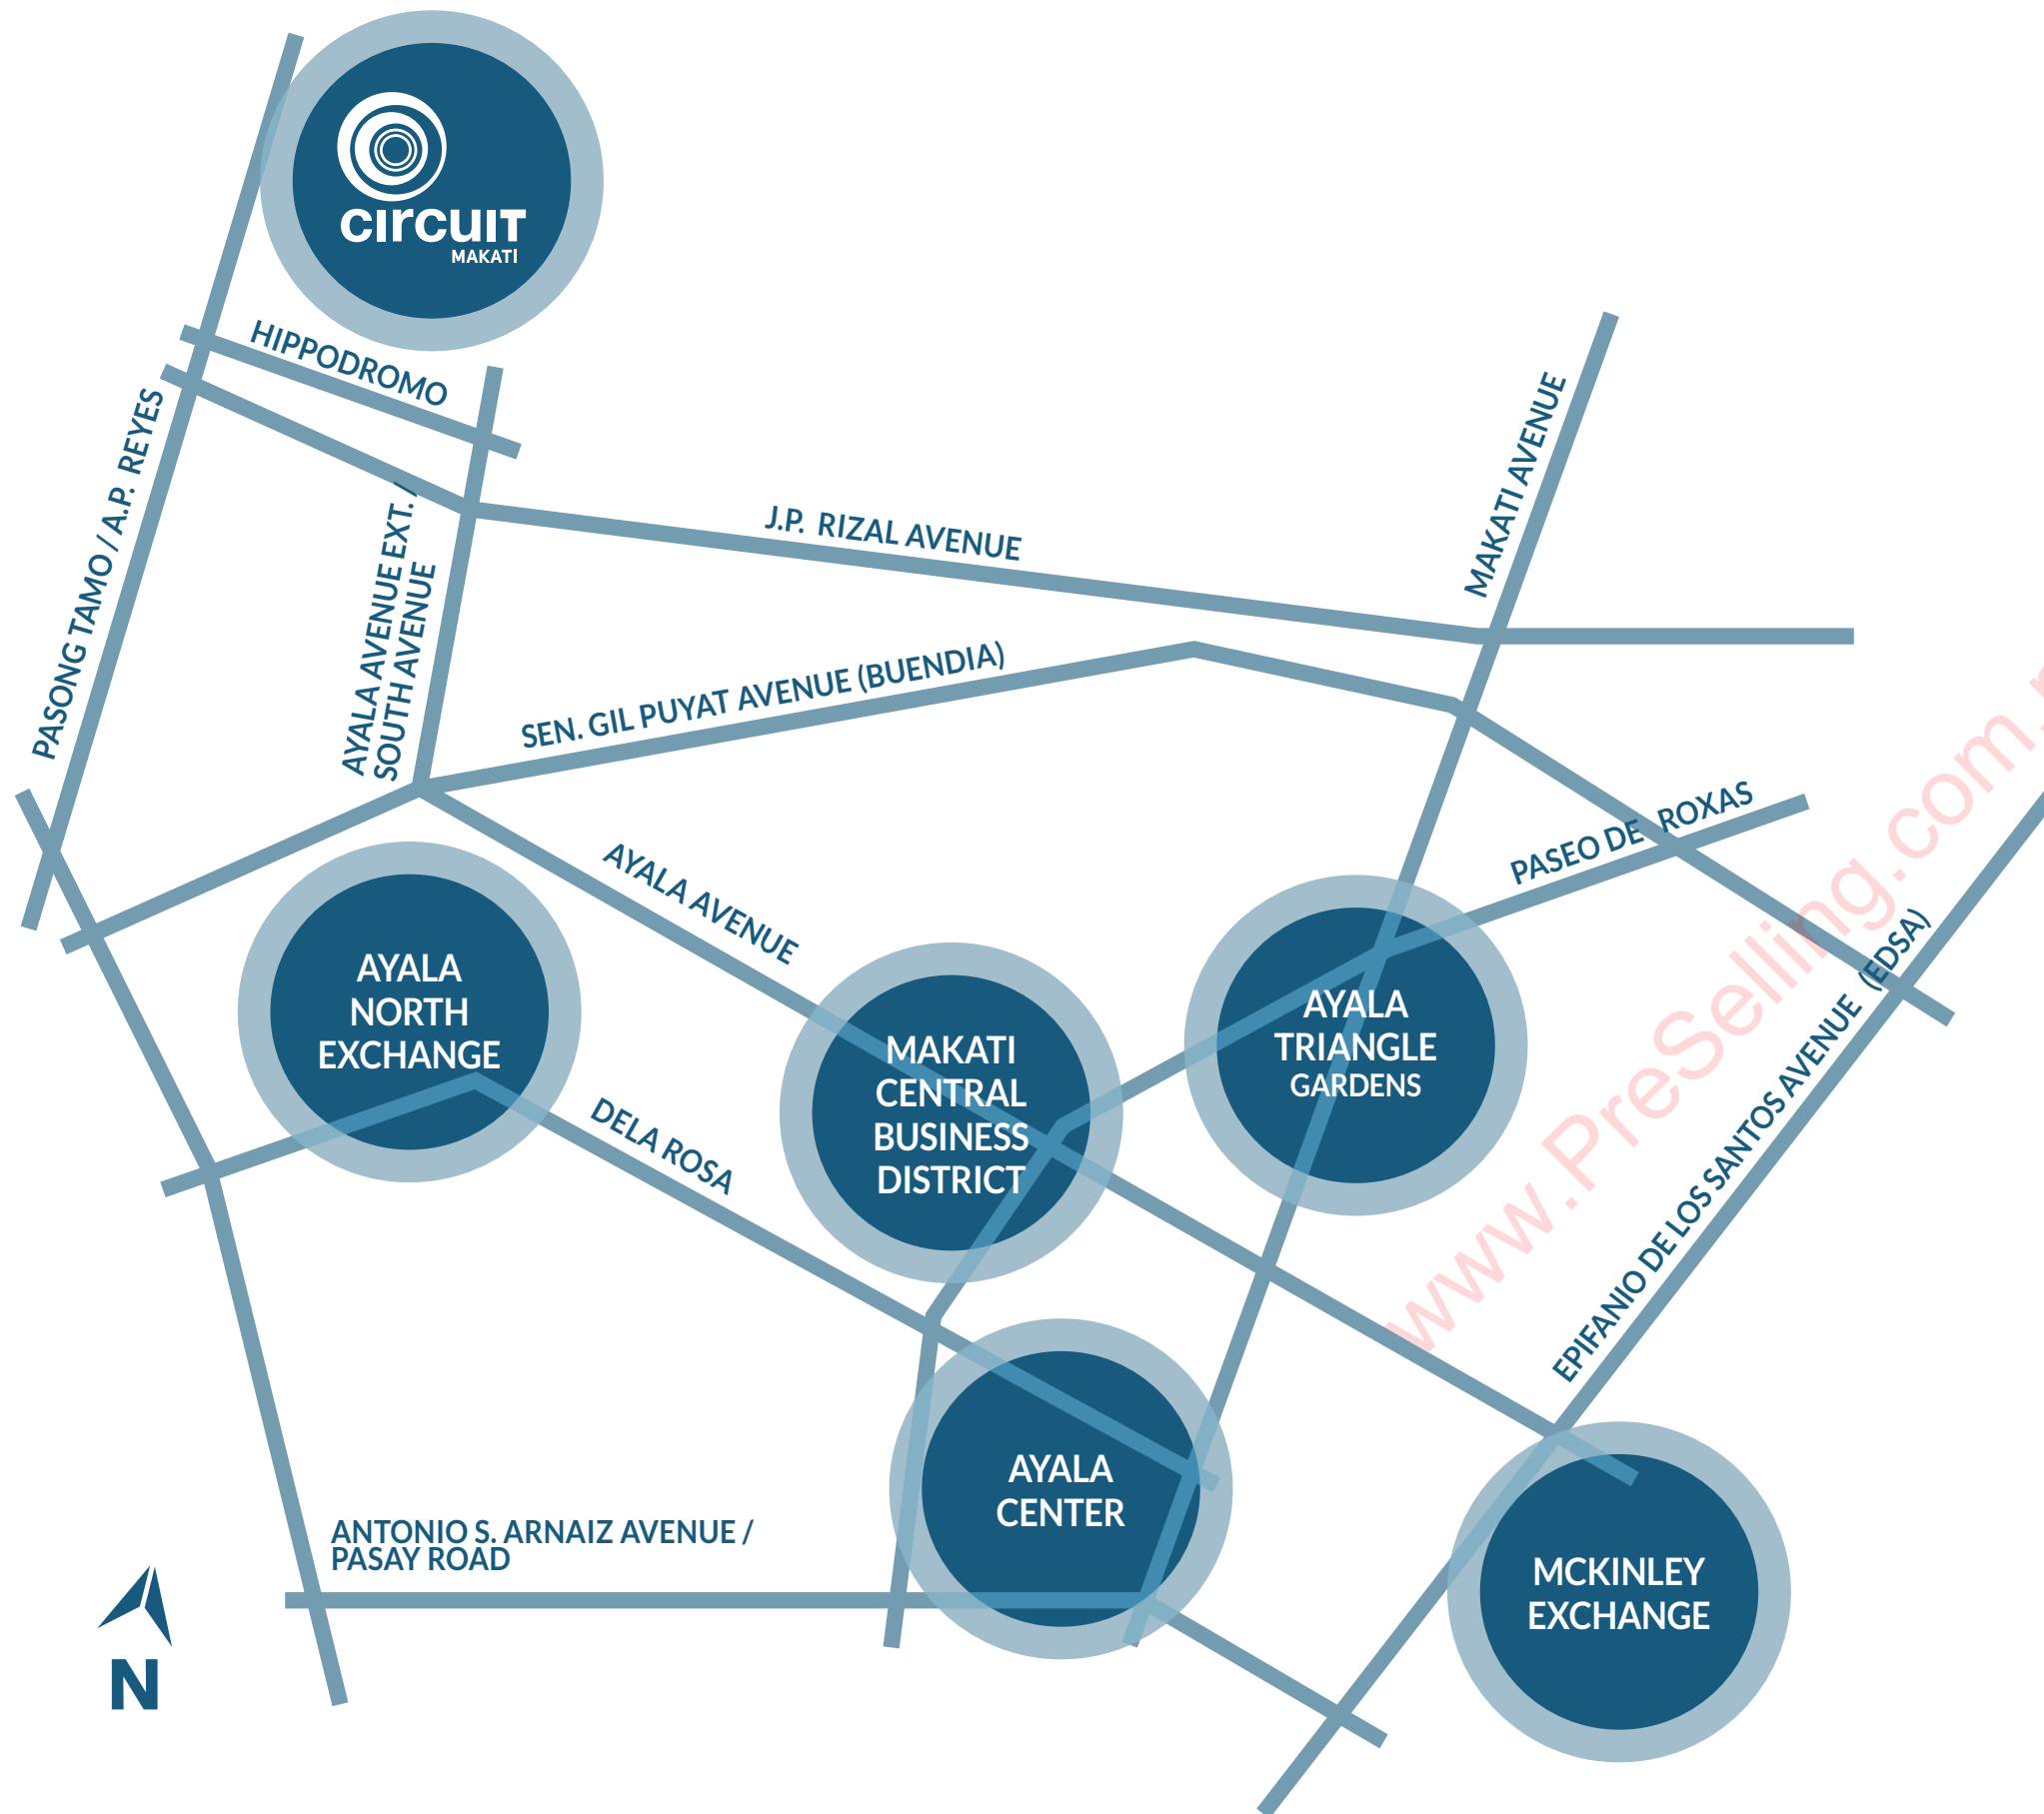 circuit
MAKATI
HIPPODROMO
PASONG TAMO / A.P. REYES
AYALA AVENUE EXT. /
SOUTH AVENUE
J.P. RIZAL AVENUE
MAKATI AVENUE
SEN. GIL PUYAT AVENUE (BUENDIA)
PASEO DE ROXAS
AYALA AVENUE
AYALA
NORTH
EXCHANGE
MAKATI
CENTRAL
BUSINESS
DISTRICT
AYALA
TRIANGLE
GARDENS
DELA ROSA
EPIFANIO DE LOS SANTOS AVENUE (EDSA)
www.PreSelling.com.
AYALA
CENTER
ANTONIO S. ARNAIZ AVENUE /
PASAY ROAD
MCKINLEY
EXCHANGE
N